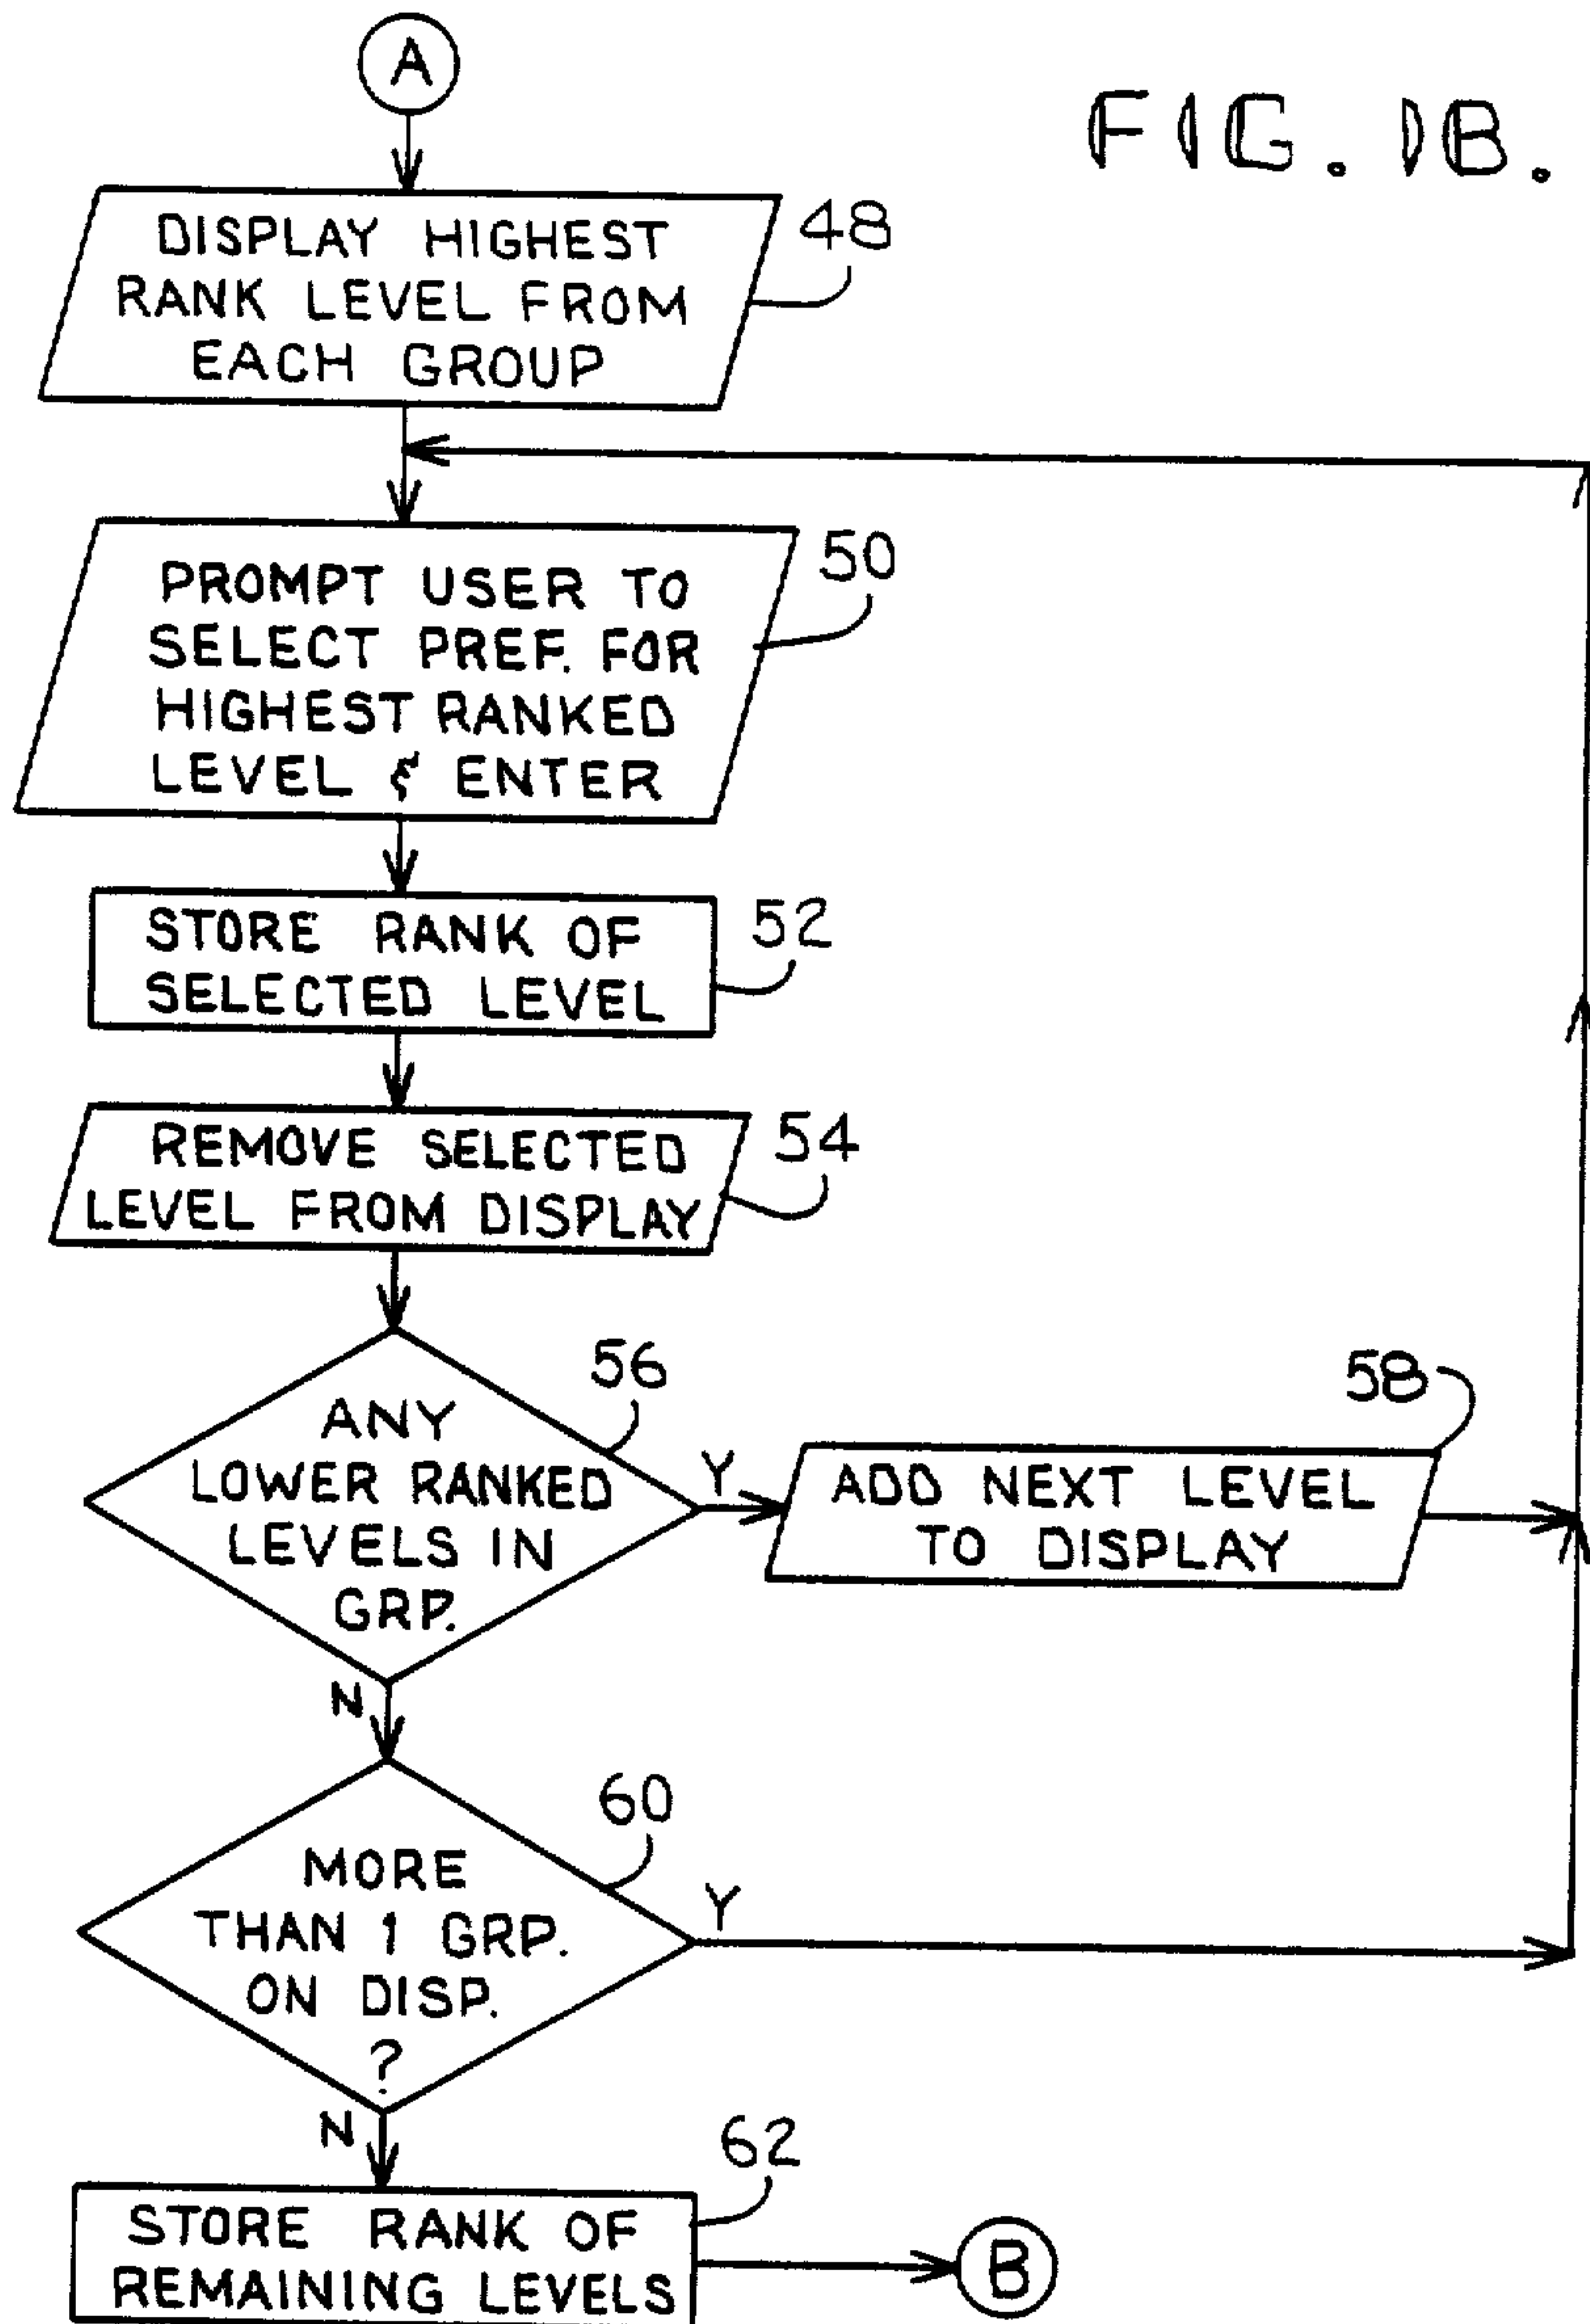 A
FIG. 1B.
DISPLAY HIGHEST
RANK LEVEL FROM
EACH GROUP
48
PROMPT USER TO
SELECT PREF. FOR
HIGHEST RANKED
LEVEL & ENTER
50
STORE RANK OF
SELECTED LEVEL
52
REMOVE SELECTED
LEVEL FROM DISPLAY
54
ANY
LOWER RANKED
LEVELS IN
GRP.
56
Y
ADD NEXT LEVEL
TO DISPLAY
58
N
MORE
THAN 1 GRP.
ON DISP.
?
60
Y
N
STORE RANK OF
REMAINING LEVELS
62
B